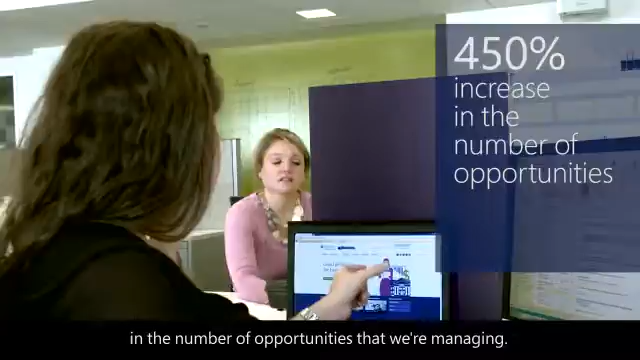 450%
increase
in the
number of
opportunities
in the number of opportunities that we're managing.